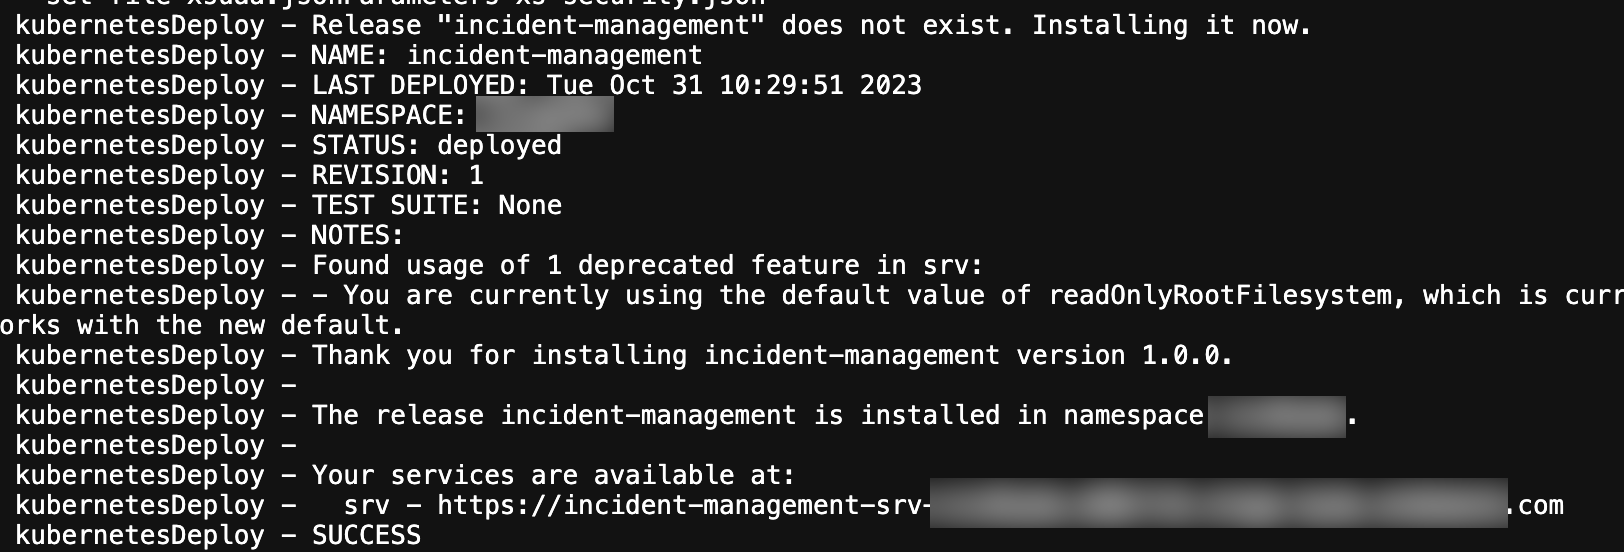 kubernetesDeploy - Release "incident-management" does not exist. Installing it now.
kubernetesDeploy - NAME: incident-management
kubernetesDeploy - LAST DEPLOYED: Tue Oct 31 10:29:51 2023
kubernetesDeploy - NAMESPACE:
kubernetesDeploy - STATUS: deployed
kubernetesDeploy - REVISION: 1
kubernetesDeploy - TEST SUITE: None
kubernetesDeploy - NOTES:
kubernetesDeploy - Found usage of 1 deprecated feature in srv:
kubernetesDeploy - - You are currently using the default value of readOnlyRootFilesystem, which is curr
orks with the new default.
kubernetesDeploy - Thank you for installing incident-management version 1.0.0.
kubernetesDeploy -
kubernetesDeploy - The release incident-management is installed in namespace .
kubernetesDeploy -
kubernetesDeploy - Your services are available at:
kubernetesDeploy -   srv - https://incident-management-srv- .com
kubernetesDeploy - SUCCESS